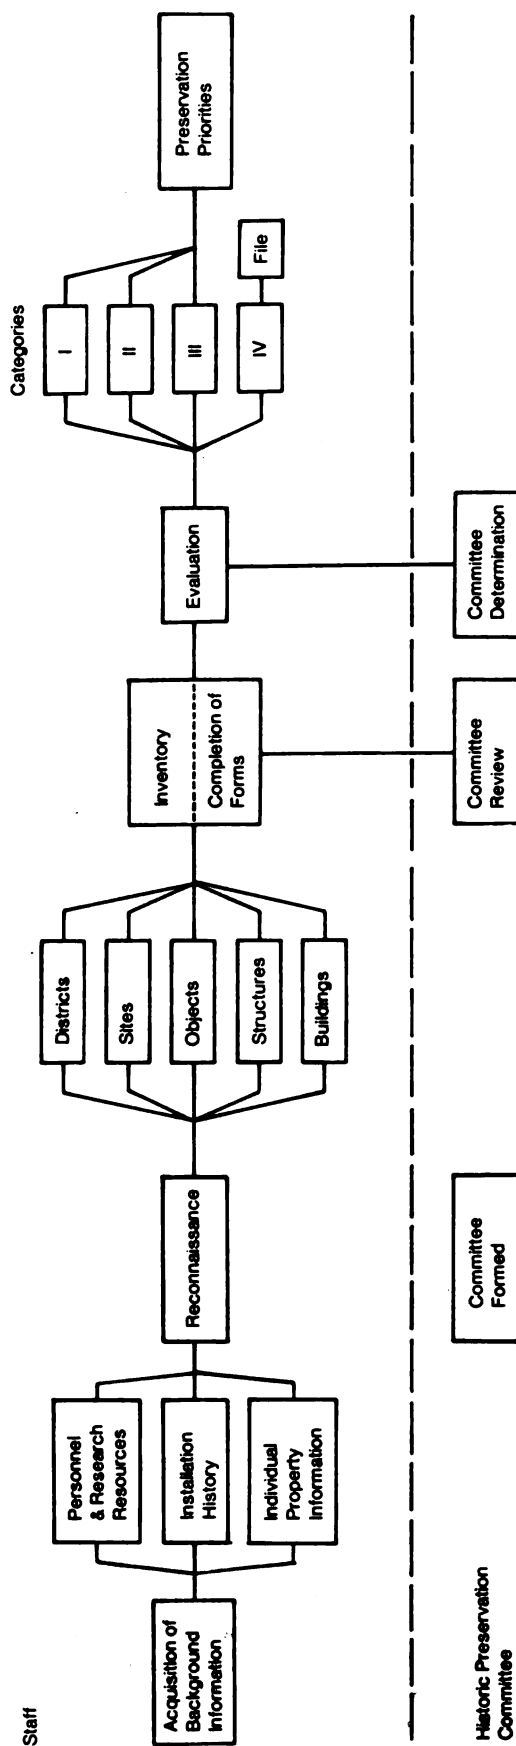 Staff
Acquisition of
Background
Information
Personnel
& Research
Resources
Installation
History
Individual
Property
Information
Reconnaissance
Districts
Sites
Objects
Structures
Buildings
Inventory
Completion of
Forms
Evaluation
Categories
I
II
III
IV
File
Preservation
Priorities
Historic Preservation
Committee
Committee
Formed
Committee
Review
Committee
Determination